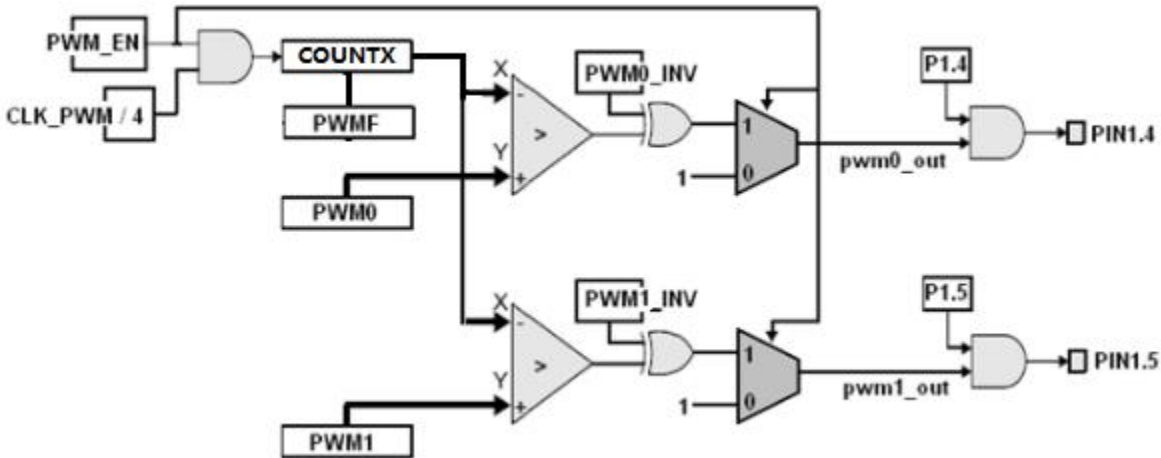 PWM_EN
CLK_PWM / 4
COUNTX
PWMF
PWM0
X
-
Y
+
>
PWM0_INV
1
0
1
pwm0_out
P1.4
PIN1.4
X
-
Y
+
>
PWM1
PWM1_INV
1
0
1
pwm1_out
P1.5
PIN1.5